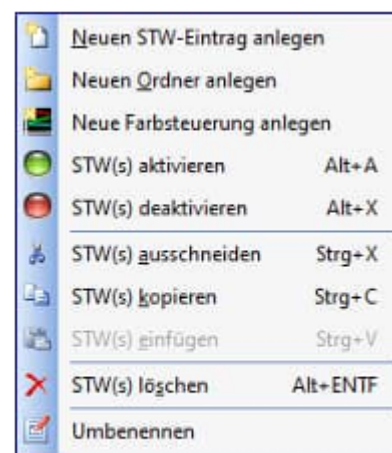 Neuen STW-Eintrag anlegen
Neuen Ordner anlegen
Neue Farbsteuerung anlegen
STW(s) aktivieren Alt+A
STW(s) deaktivieren Alt+X
STW(s) ausschneiden Strg+X
STW(s) kopieren Strg+C
STW(s) einfügen Strg+V
STW(s) löschen Alt+ENTF
Umbenennen